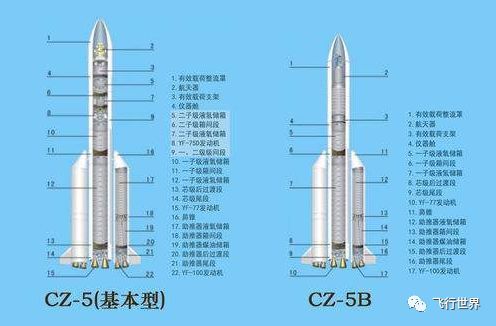 1. 有效载荷整流罩
2. 航天器
3. 有效载荷支架
4. 仪器舱
5. 二子级液氢储箱
6. 二子级箱间段
7. 二子级液氧储箱
8. YF-75D发动机
9. 一、二级级间段
10. 一子级液氧储箱
11. 一子级箱间段
12. 一子级液氢储箱
13. 芯级后过渡段
14. 芯级尾段
15. YF-77发动机
16. 鼻锥
17. 助推器液氧储箱
18. 助推器箱间段
19. 助推器煤油储箱
20. 助推器后过渡段
21. 助推器尾段
22. YF-100发动机
CZ-5(基本型)
1. 有效载荷整流罩
2. 航天器
3. 有效载荷支架
4. 仪器舱
5. 一子级液氧储箱
6. 一子级箱间段
7. 一子级液氢储箱
8. 芯级后过渡段
9. 芯级尾段
10. YF-77发动机
11. 鼻锥
12. 助推器液氧储箱
13. 助推器箱间段
14. 助推器煤油储箱
15. 助推器后过渡段
16. 助推器尾段
17. YF-100发动机
CZ-5B
飞行世界